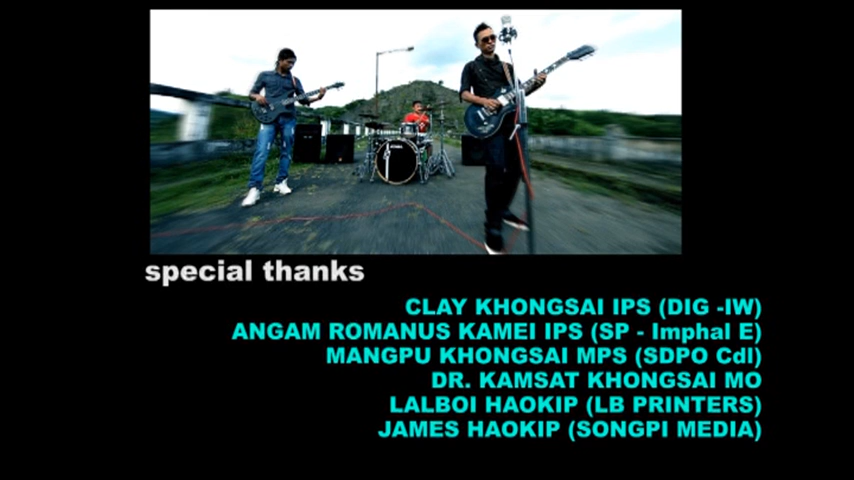 special thanks
CLAY KHONGSAI IPS (DIG -IW)
ANGAM ROMANUS KAMEI IPS (SP - Imphal E)
MANGPU KHONGSAI MPS (SDPO Cdl)
DR. KAMSAT KHONGSAI MO
LALBOI HAOKIP (LB PRINTERS)
JAMES HAOKIP (SONGPI MEDIA)